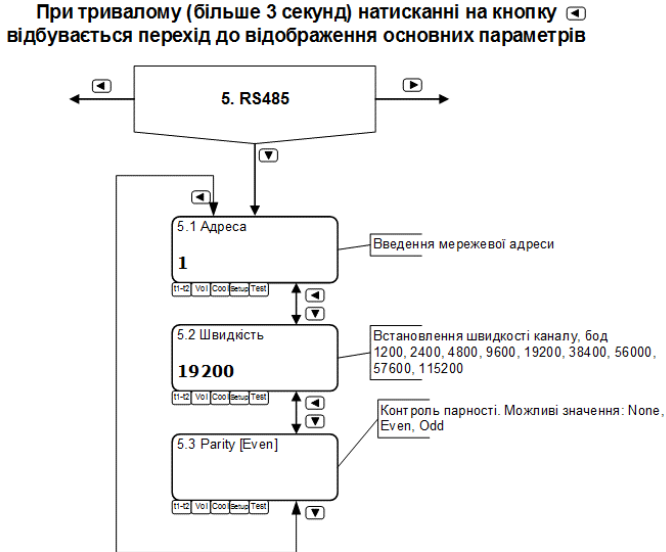 При тривалому (більше 3 секунд) натисканні на кнопку
відбувається перехід до відображення основних параметрів
5. RS485
5.1 Адреса
1
t1-t2 Vol Cool Setup Test
Введення мережевої адреси
5.2 Швидкість
19200
t1-t2 Vol Cool Setup Test
Встановлення швидкості каналу, бод
1200, 2400, 4800, 9600, 19200, 38400, 56000,
57600, 115200
5.3 Parity [Even]
t1-t2 Vol Cool Setup Test
Контроль парності. Можливі значення: None,
Even, Odd